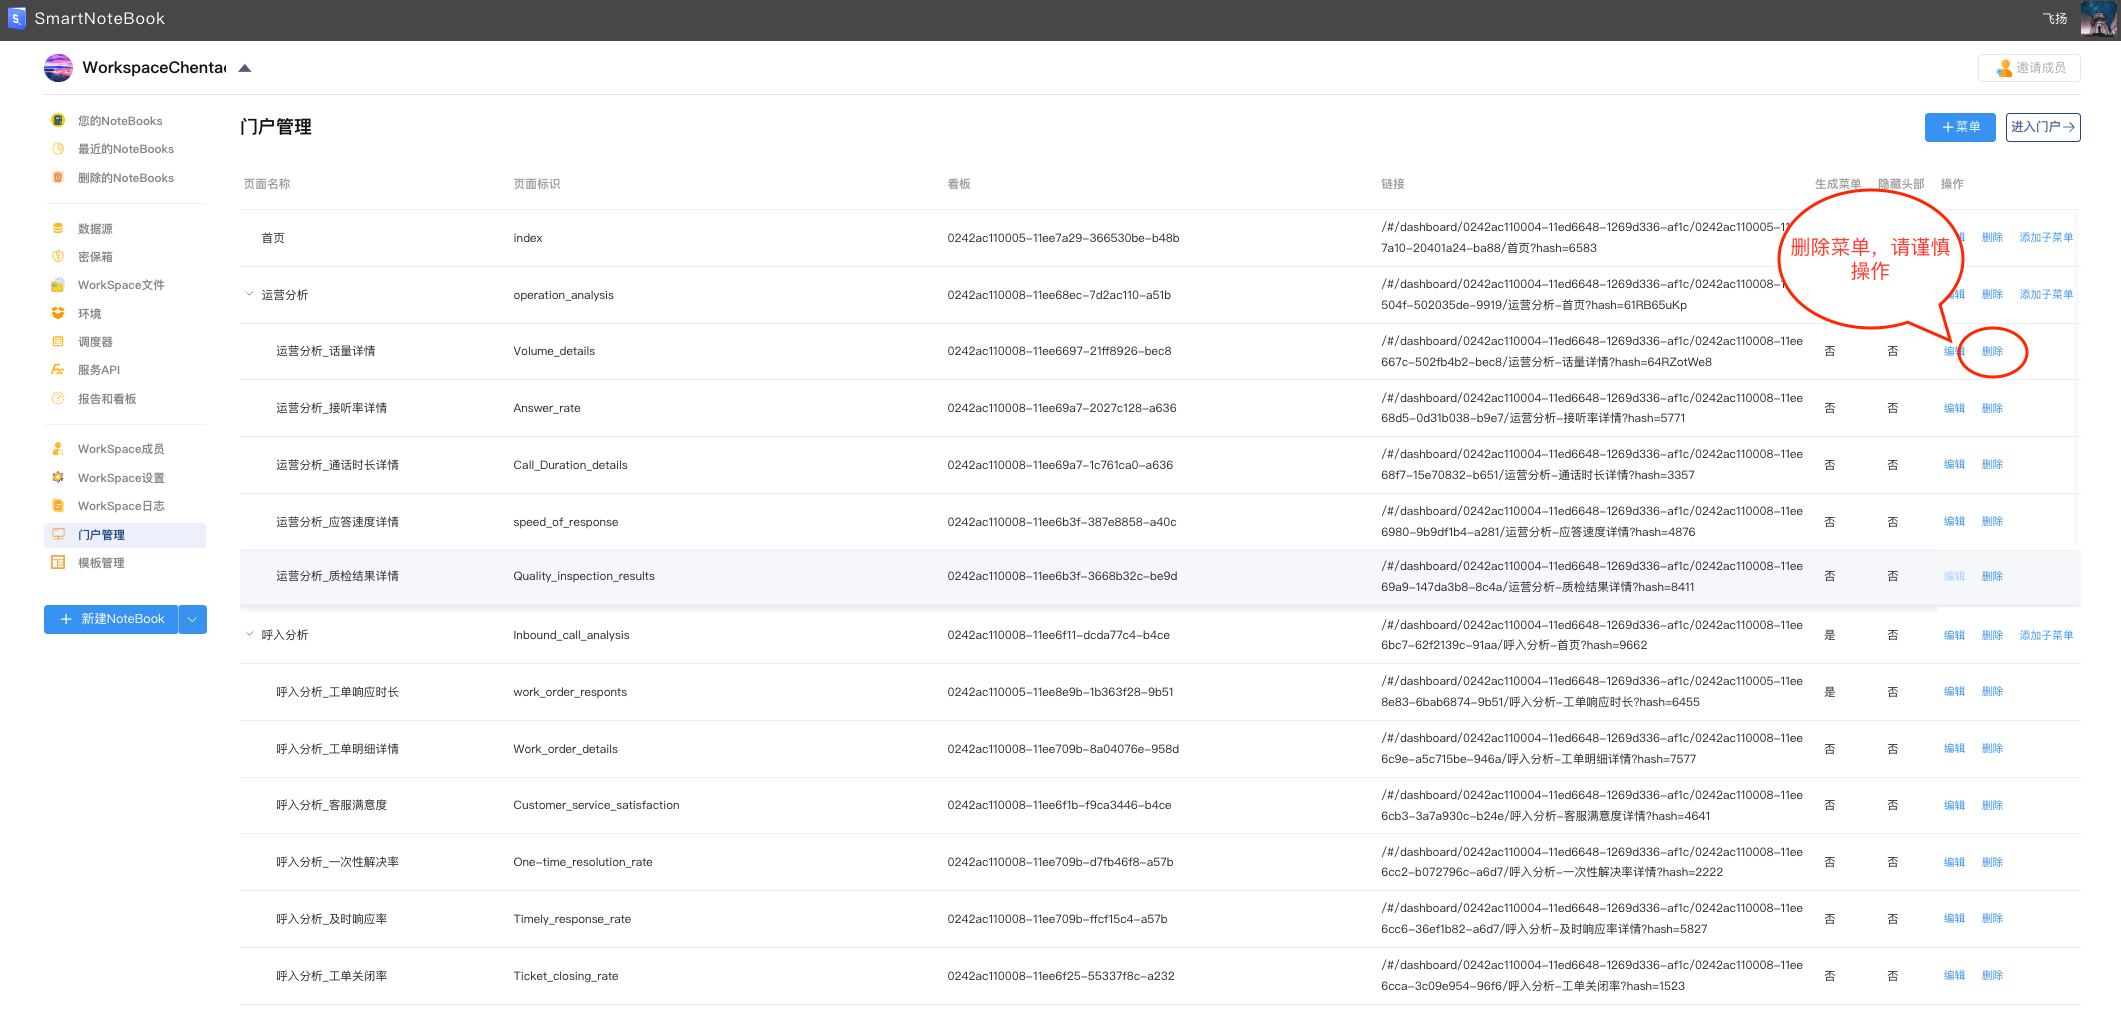 SmartNoteBook
飞扬
WorkspaceChentao
邀请成员
您的NoteBooks
最近的NoteBooks
删除的NoteBooks
数据源
密保箱
WorkSpace文件
环境
调度器
服务API
报告和看板
WorkSpace成员
WorkSpace设置
WorkSpace日志
门户管理
模板管理
新建NoteBook
门户管理
菜单
进入门户
页面名称 页面标识 看板 链接 生成菜单 隐藏头部 操作
首页 index 0242ac110005-11ee7a29-366530be-b48b /#/dashboard/0242ac110004-11ed6648-1269d336-af1c/0242ac110005-11
7a10-20401a24-ba88/首页?hash=6583 删除 添加子菜单
运营分析 operation_analysis 0242ac110008-11ee68ec-7d2ac110-a51b /#/dashboard/0242ac110004-11ed6648-1269d336-af1c/0242ac110008-1
504f-502035de-9919/运营分析-首页?hash=61RB65uKp 编辑 删除 添加子菜单
删除菜单，请谨慎
操作
运营分析_话量详情 Volume_details 0242ac110008-11ee6697-21ff8926-bec8 /#/dashboard/0242ac110004-11ed6648-1269d336-af1c/0242ac110008-11ee
667c-502fb4b2-bec8/运营分析-话量详情?hash=64RZotWe8 否 否 编辑 删除
运营分析_接听率详情 Answer_rate 0242ac110008-11ee69a7-2027c128-a636 /#/dashboard/0242ac110004-11ed6648-1269d336-af1c/0242ac110008-11ee
68d5-0d31b038-b9e7/运营分析-接听率详情?hash=5771 否 否 编辑 删除
运营分析_通话时长详情 Call_Duration_details 0242ac110008-11ee69a7-1c761ca0-a636 /#/dashboard/0242ac110004-11ed6648-1269d336-af1c/0242ac110008-11ee
68f7-15e70832-b651/运营分析-通话时长详情?hash=3357 否 否 编辑 删除
运营分析_应答速度详情 speed_of_response 0242ac110008-11ee6b3f-387e8858-a40c /#/dashboard/0242ac110004-11ed6648-1269d336-af1c/0242ac110008-11ee
6980-9b9df1b4-a281/运营分析-应答速度详情?hash=4876 否 否 编辑 删除
运营分析_质检结果详情 Quality_inspection_results 0242ac110008-11ee6b3f-3668b32c-be9d /#/dashboard/0242ac110004-11ed6648-1269d336-af1c/0242ac110008-11ee
69a9-147da3b8-8c4a/运营分析-质检结果详情?hash=8411 否 否 编辑 删除
呼入分析 Inbound_call_analysis 0242ac110008-11ee6f11-dcda77c4-b4ce /#/dashboard/0242ac110004-11ed6648-1269d336-af1c/0242ac110008-11ee
6bc7-62f2139c-91aa/呼入分析-首页?hash=9662 是 否 编辑 删除 添加子菜单
呼入分析_工单响应时长 work_order_responts 0242ac110005-11ee8e9b-1b363f28-9b51 /#/dashboard/0242ac110004-11ed6648-1269d336-af1c/0242ac110005-11ee
8e83-6bab6874-9b51/呼入分析-工单响应时长?hash=6455 是 否 编辑 删除
呼入分析_工单明细详情 Work_order_details 0242ac110008-11ee709b-8a04076e-958d /#/dashboard/0242ac110004-11ed6648-1269d336-af1c/0242ac110008-11ee
6c9e-a5c715be-946a/呼入分析-工单明细详情?hash=7577 否 否 编辑 删除
呼入分析_客服满意度 Customer_service_satisfaction 0242ac110008-11ee6f1b-f9ca3446-b4ce /#/dashboard/0242ac110004-11ed6648-1269d336-af1c/0242ac110008-11ee
6cb3-3a7a930c-b24e/呼入分析-客服满意度详情?hash=4641 否 否 编辑 删除
呼入分析_一次性解决率 One-time_resolution_rate 0242ac110008-11ee709b-d7fb46f8-a57b /#/dashboard/0242ac110004-11ed6648-1269d336-af1c/0242ac110008-11ee
6cc2-b072796c-a6d7/呼入分析-一次性解决率详情?hash=2222 否 否 编辑 删除
呼入分析_及时响应率 Timely_response_rate 0242ac110008-11ee709b-ffcf15c4-a57b /#/dashboard/0242ac110004-11ed6648-1269d336-af1c/0242ac110008-11ee
6cc6-36ef1b82-a6d7/呼入分析-及时响应率详情?hash=5827 否 否 编辑 删除
呼入分析_工单关闭率 Ticket_closing_rate 0242ac110008-11ee6f25-55337f8c-a232 /#/dashboard/0242ac110004-11ed6648-1269d336-af1c/0242ac110008-11ee
6cca-3c09e954-96f6/呼入分析-工单关闭率?hash=1523 否 否 编辑 删除